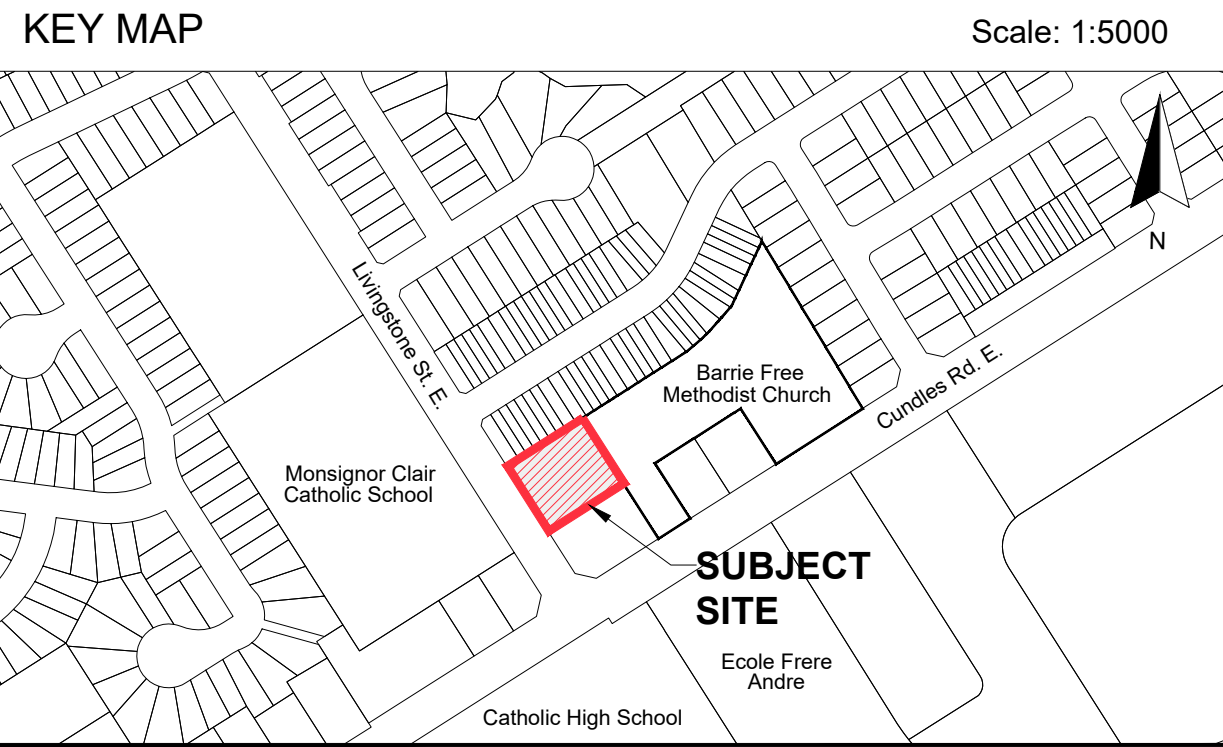 KEY MAP
Scale: 1:5000
N
Livingstone St. E.
Barrie Free
Methodist Church
Cundles Rd. E.
Monsignor Clair
Catholic School
SUBJECT
SITE
Ecole Frere
Andre
Catholic High School